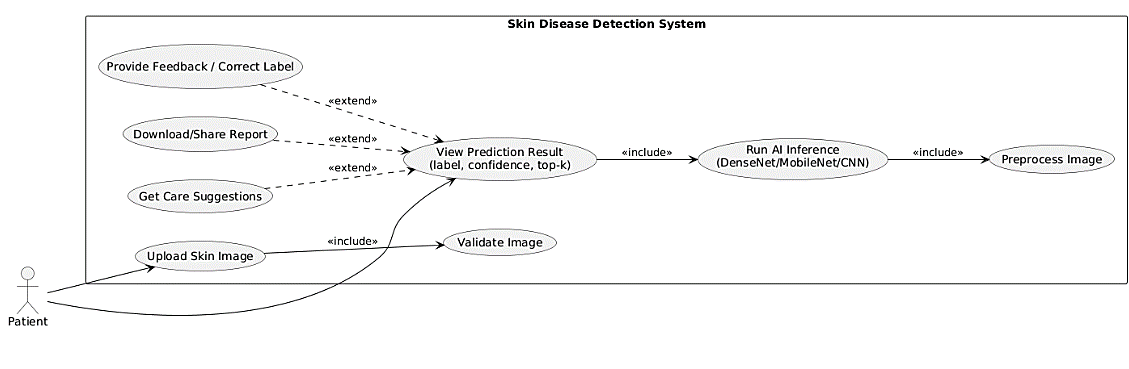 Skin Disease Detection System
Provide Feedback / Correct Label
«extend»
Download/Share Report
«extend»
View Prediction Result
(label, confidence, top-k)
«include»
Run AI Inference
(DenseNet/MobileNet/CNN)
«include»
Preprocess Image
«extend»
Get Care Suggestions
«include»
Validate Image
Upload Skin Image
Patient